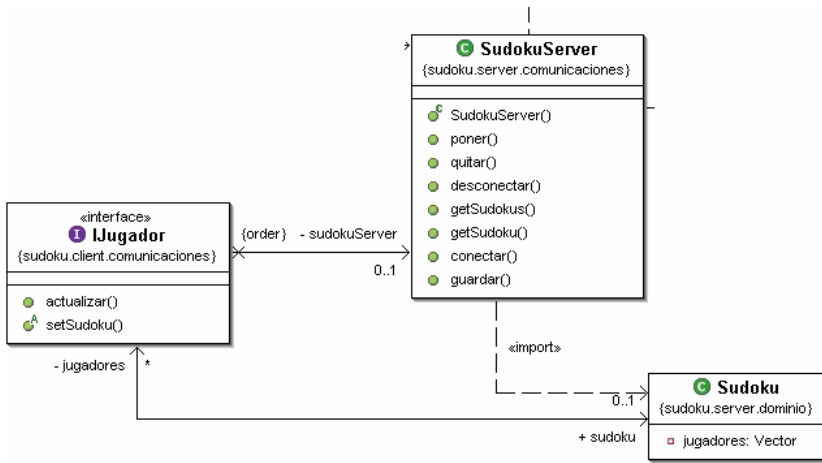 SudokuServer
{sudoku.server.comunicaciones}
SudokuServer()
poner()
quitar()
desconectar()
getSudokus()
getSudoku()
conectar()
guardar()
«interface»
IJugador
{sudoku.client.comunicaciones}
actualizar()
setSudoku()
{order} - sudokuServer
0..1
«import»
- jugadores *
0..1
+ sudoku
Sudoku
{sudoku.server.dominio}
jugadores: Vector